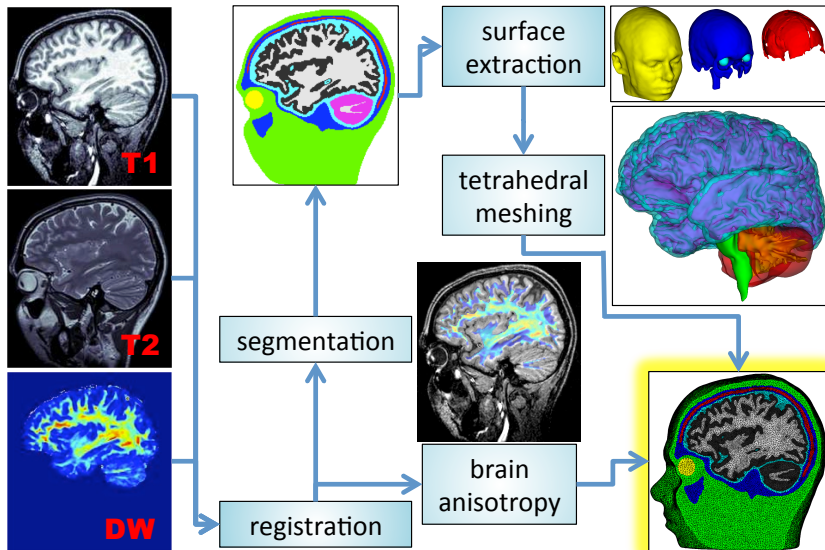 T1
T2
DW
registration
segmentation
surface
extraction
tetrahedral
meshing
brain
anisotropy